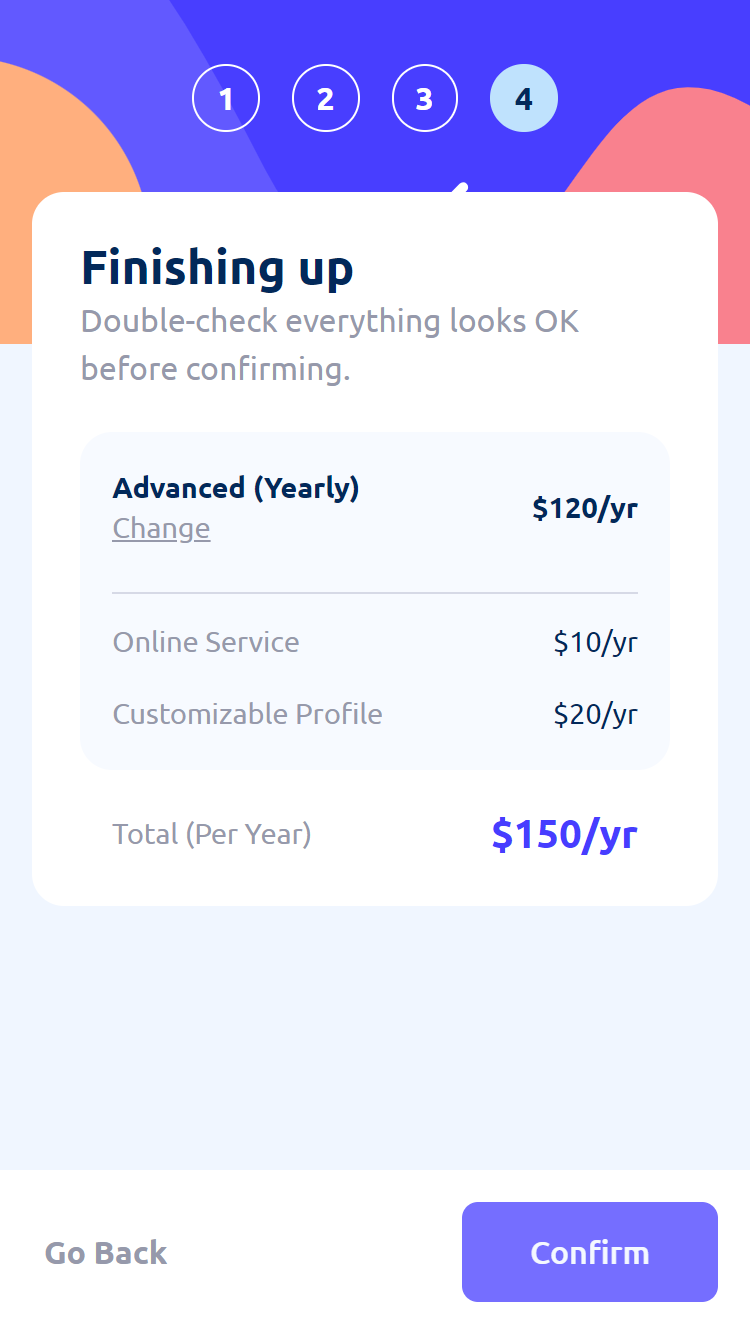 1 2 3 4
Finishing up
Double-check everything looks OK
before confirming.
Advanced (Yearly)
$120/yr
Change
Online Service $10/yr
Customizable Profile $20/yr
Total (Per Year) $150/yr
Go Back Confirm